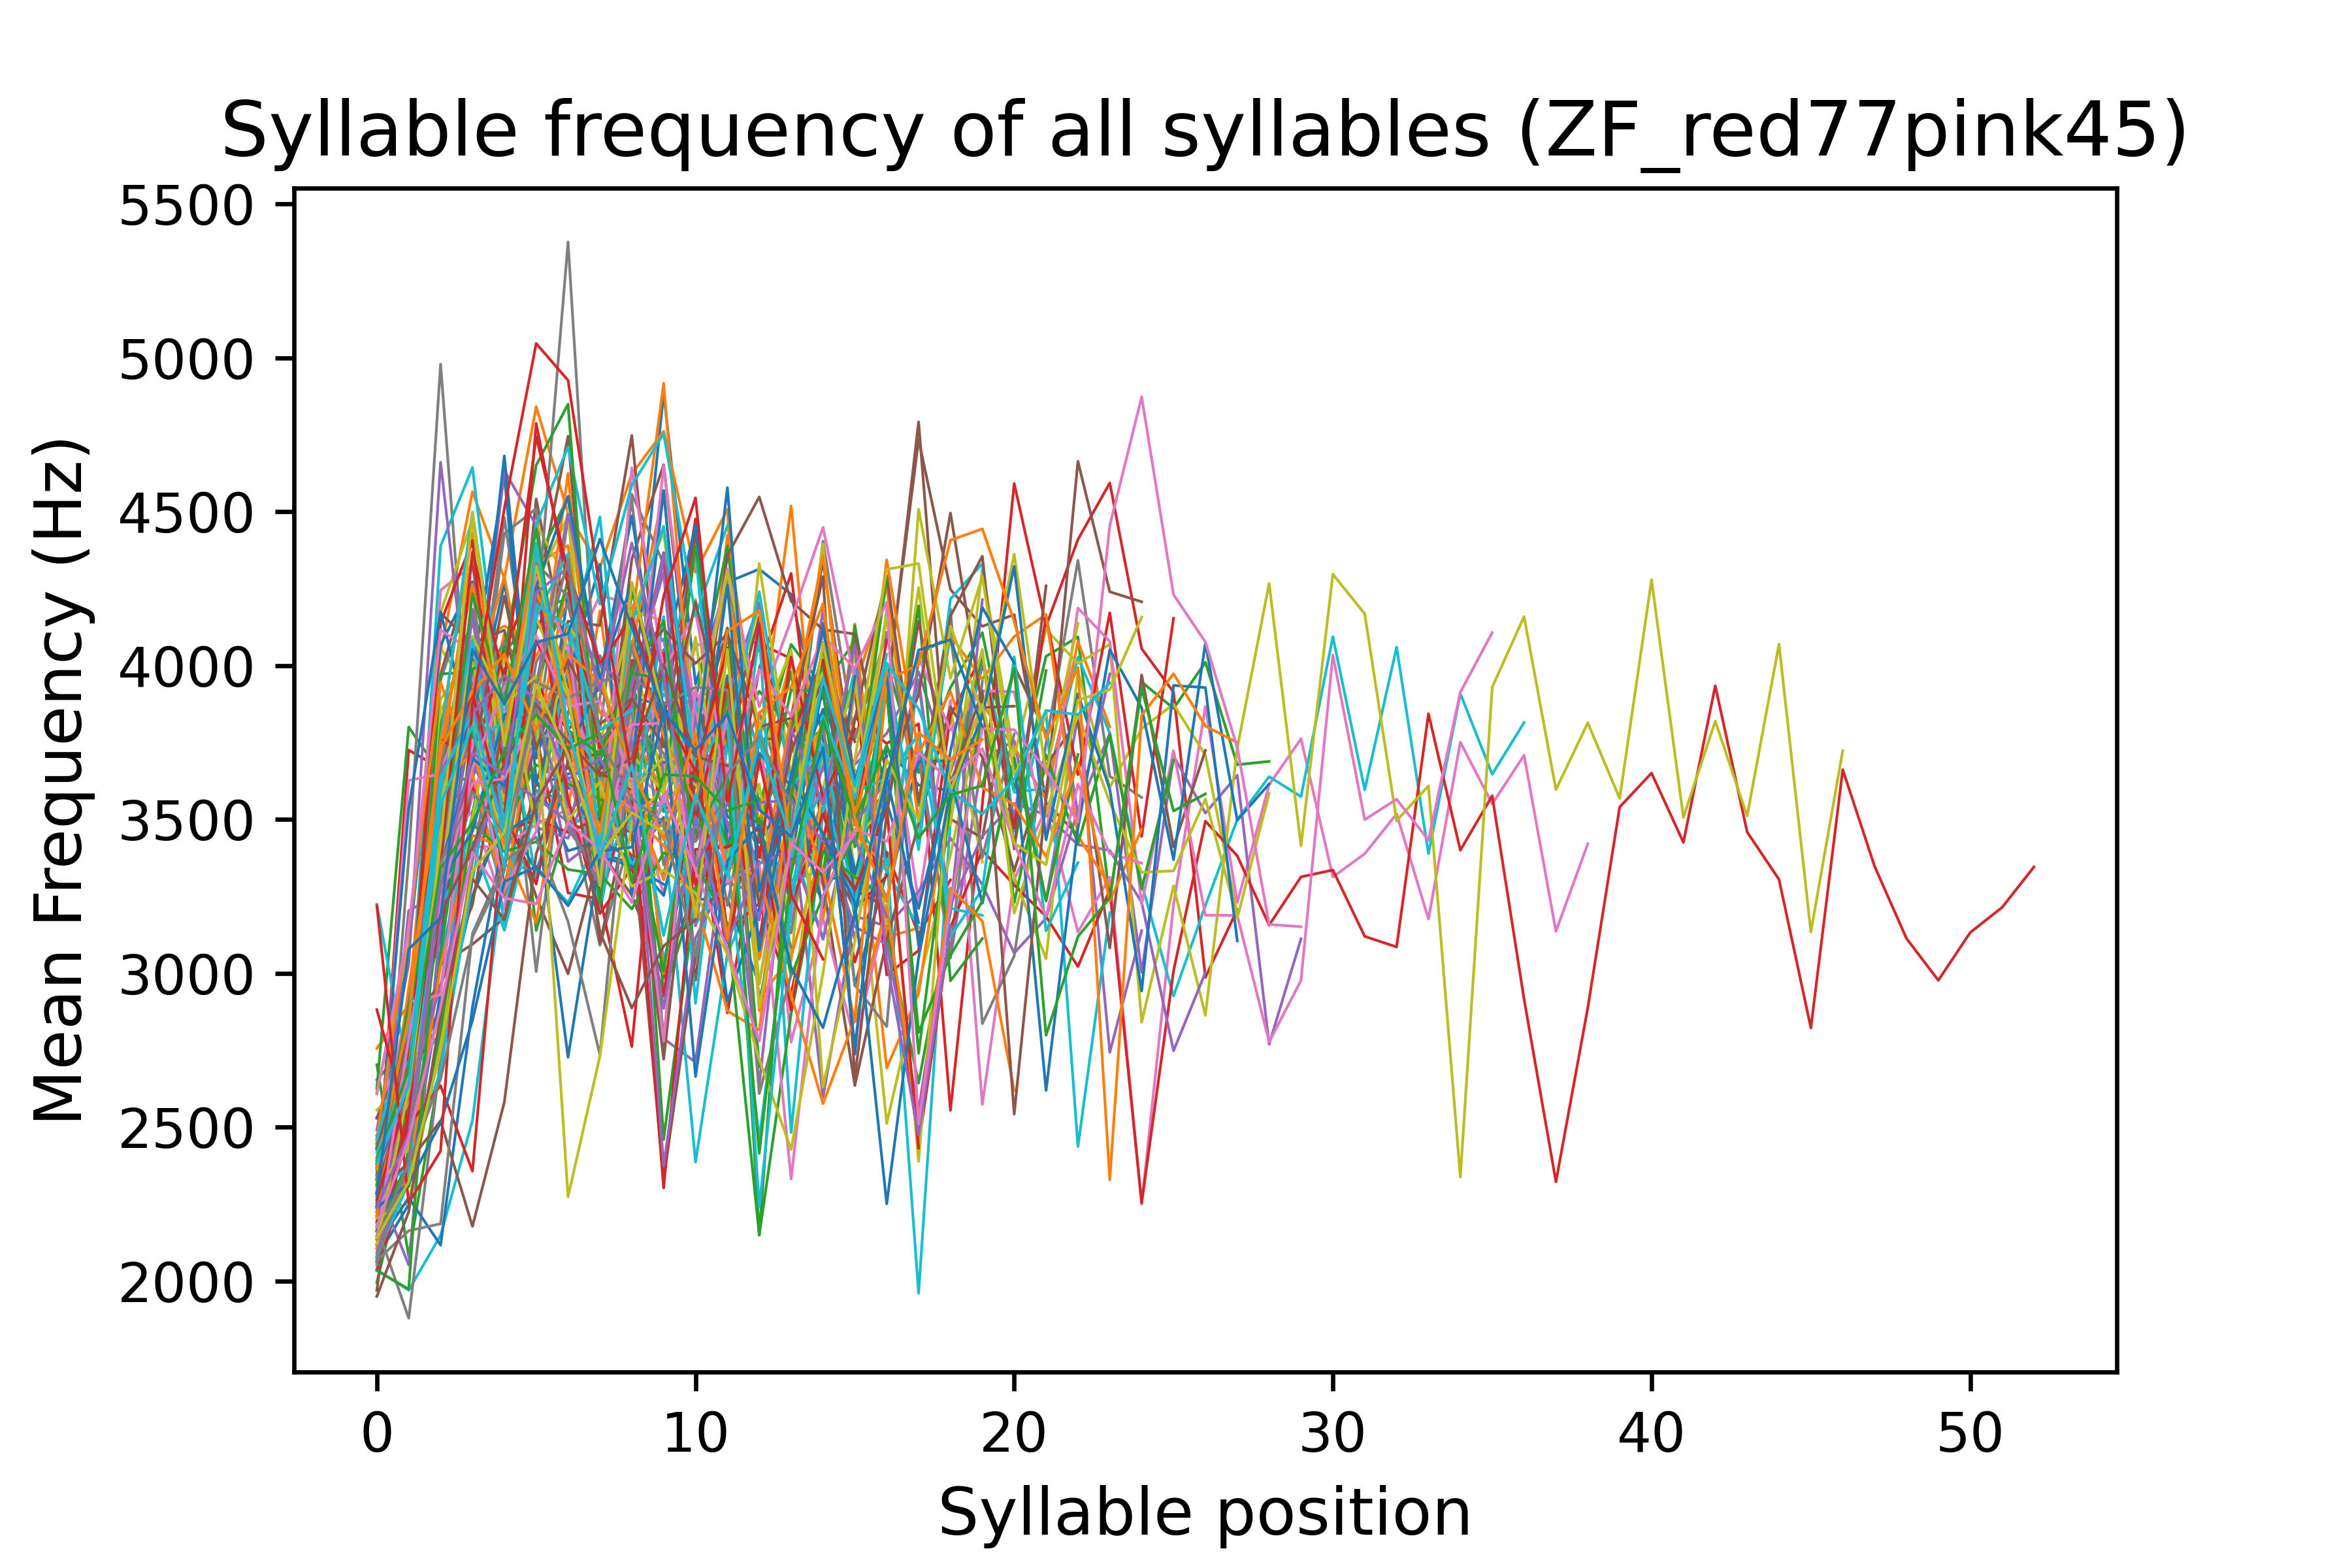 Syllable frequency of all syllables (ZF_red77pink45)
Mean Frequency (Hz)
5500
5000
4500
4000
3500
3000
2500
2000
0 10 20 30 40 50
Syllable position